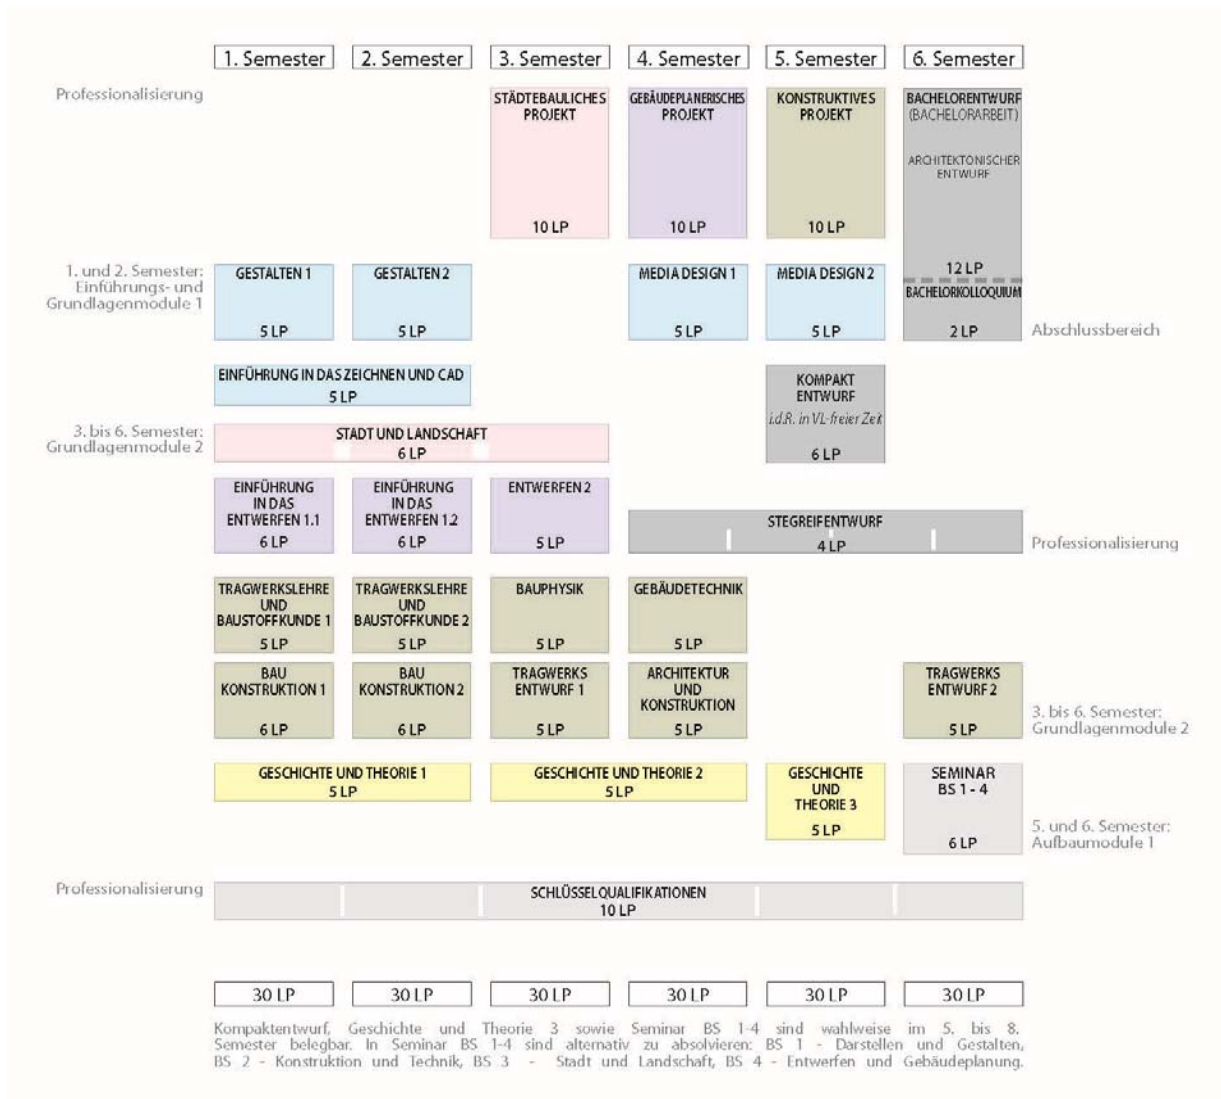 1. Semester 2. Semester 3. Semester 4. Semester 5. Semester 6. Semester
Professionalisierung
STÄDTEBAULICHES
PROJEKT
10 LP
GEBÄUDEPLANERISCHES
PROJEKT
10 LP
KONSTRUKTIVES
PROJEKT
10 LP
BACHELORENTWURF
(BACHELORARBEIT)
ARCHITEKTONISCHER
ENTWURF
12 LP
BACHELORKOLLOQUIUM
2 LP
Abschlussbereich
1. und 2. Semester:
Einführungs- und
Grundlagenmodule 1
GESTALTEN 1
5 LP
GESTALTEN 2
5 LP
MEDIA DESIGN 1
5 LP
MEDIA DESIGN 2
5 LP
EINFÜHRUNG IN DAS ZEICHNEN UND CAD
5 LP
KOMPAKT
ENTWURF
i.d.R. in VL-freier Zeit
6 LP
3. bis 6. Semester:
Grundlagenmodule 2
STADT UND LANDSCHAFT
6 LP
EINFÜHRUNG
IN DAS
ENTWERFEN 1.1
6 LP
EINFÜHRUNG
IN DAS
ENTWERFEN 1.2
6 LP
ENTWERFEN 2
5 LP
STEGREIFENTWURF
4 LP
Professionalisierung
TRAGWERKSLEHRE
UND
BAUSTOFFKUNDE 1
5 LP
TRAGWERKSLEHRE
UND
BAUSTOFFKUNDE 2
5 LP
BAUPHYSIK
5 LP
GEBÄUDETECHNIK
5 LP
BAU
KONSTRUKTION 1
6 LP
BAU
KONSTRUKTION 2
6 LP
TRAGWERKS
ENTWURF 1
5 LP
ARCHITEKTUR
UND
KONSTRUKTION
5 LP
TRAGWERKS
ENTWURF 2
5 LP
3. bis 6. Semester:
Grundlagenmodule 2
GESCHICHTE UND THEORIE 1
5 LP
GESCHICHTE UND THEORIE 2
5 LP
GESCHICHTE
UND
THEORIE 3
5 LP
SEMINAR
BS 1 - 4
6 LP
5. und 6. Semester:
Aufbaumodule 1
Professionalisierung
SCHLÜSSELQUALIFIKATIONEN
10 LP
30 LP 30 LP 30 LP 30 LP 30 LP 30 LP
Kompaktentwurf, Geschichte und Theorie 3 sowie Seminar BS 1-4 sind wahlweise im 5. bis 8.
Semester belegbar. In Seminar BS 1-4 sind alternativ zu absolvieren: BS 1 - Darstellen und Gestalten,
BS 2 - Konstruktion und Technik, BS 3 - Stadt und Landschaft, BS 4 - Entwerfen und Gebäudeplanung.